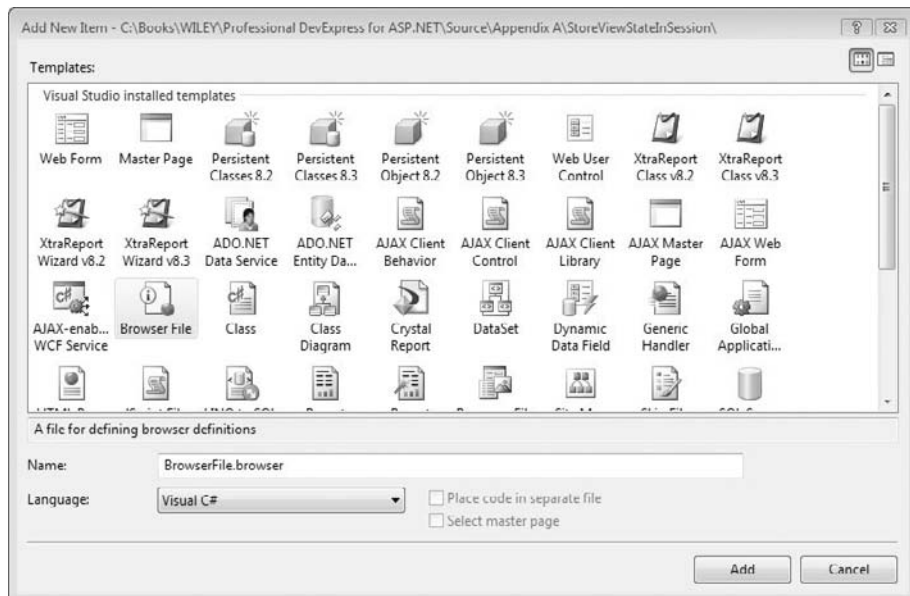 Add New Item - C:\Books\WILEY\Professional DevExpress for ASP.NET\Source\Appendix A\StoreViewStateInSession\
Templates:
Visual Studio installed templates
Web Form
Master Page
Persistent Classes 8.2
Persistent Classes 8.3
Persistent Object 8.2
Persistent Object 8.3
Web User Control
XtraReport Class v8.2
XtraReport Class v8.3
XtraReport Wizard v8.2
XtraReport Wizard v8.3
ADO.NET Data Service
ADO.NET Entity Da...
AJAX Client Behavior
AJAX Client Control
AJAX Client Library
AJAX Master Page
AJAX Web Form
AJAX-enab... WCF Service
Browser File
Class
Class Diagram
Crystal Report
DataSet
Dynamic Data Field
Generic Handler
Global Applicati...
A file for defining browser definitions
Name:
BrowserFile.browser
Language:
Visual C#
Place code in separate file
Select master page
Add
Cancel